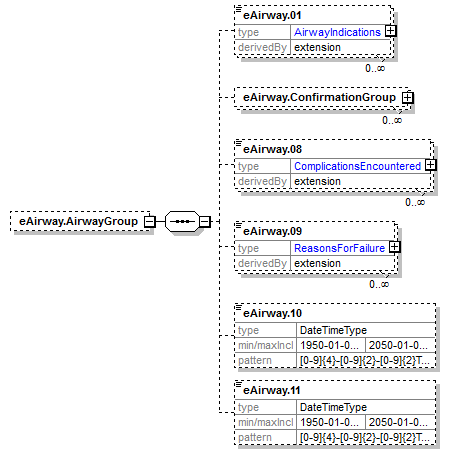 eAirway.01
type AirwayIndications
derivedBy extension
0..∞
eAirway.ConfirmationGroup
0..∞
eAirway.08
type ComplicationsEncountered
derivedBy extension
0..∞
eAirway.AirwayGroup
eAirway.09
type ReasonsForFailure
derivedBy extension
0..∞
eAirway.10
type DateTimeType
min/maxIncl 1950-01-0... 2050-01-0...
pattern [0-9]{4}-[0-9]{2}-[0-9]{2}T...
eAirway.11
type DateTimeType
min/maxIncl 1950-01-0... 2050-01-0...
pattern [0-9]{4}-[0-9]{2}-[0-9]{2}T...